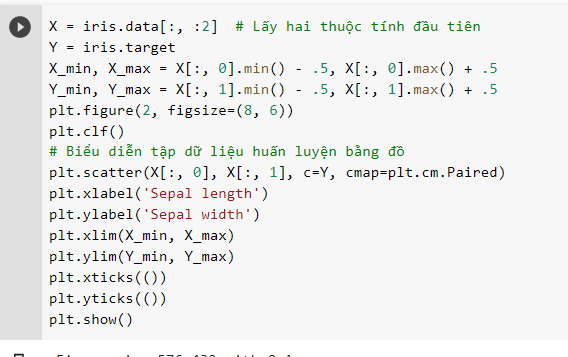 X = iris.data[:, :2]  # Lấy hai thuộc tính đầu tiên
Y = iris.target
X_min, X_max = X[:, 0].min() - .5, X[:, 0].max() + .5
Y_min, Y_max = X[:, 1].min() - .5, X[:, 1].max() + .5
plt.figure(2, figsize=(8, 6))
plt.clf()
# Biểu diễn tập dữ liệu huấn luyện bằng đồ
plt.scatter(X[:, 0], X[:, 1], c=Y, cmap=plt.cm.Paired)
plt.xlabel('Sepal length')
plt.ylabel('Sepal width')
plt.xlim(X_min, X_max)
plt.ylim(Y_min, Y_max)
plt.xticks(())
plt.yticks(())
plt.show()